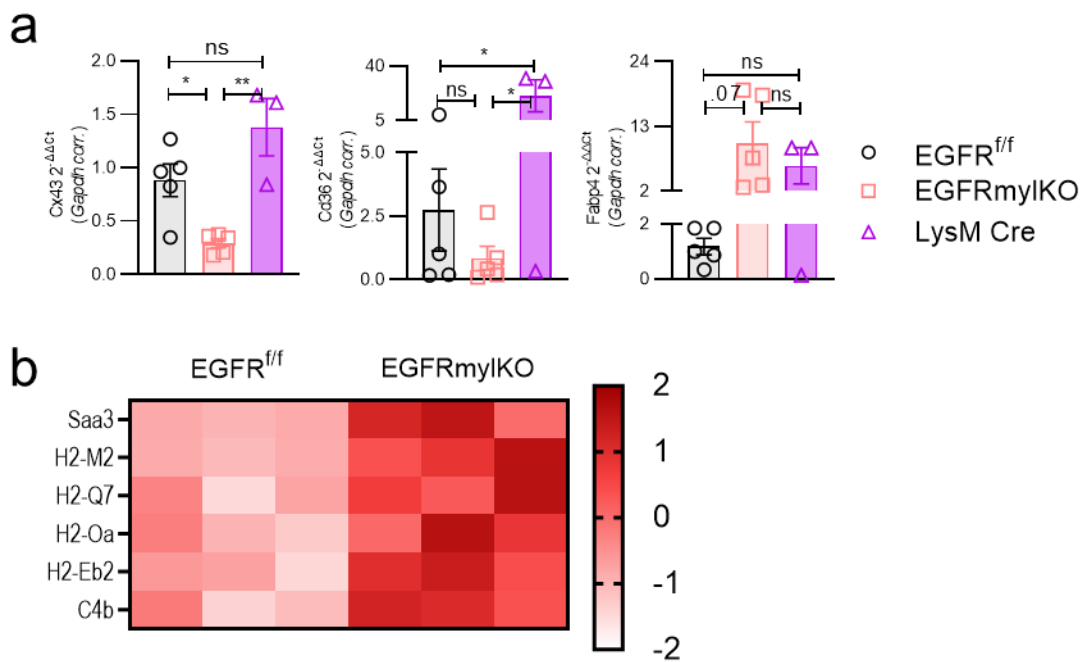 a
ns
*
**
2.0
1.5
1.0
0.5
0.0
Cx43 2^-ΔΔCt
(Gapdh corr.)
*
ns
*
40
5
5.0
2.5
0.0
Cd36 2^-ΔΔCt
(Gapdh corr.)
ns
.07
ns
24
13
2
2
0
Fabp4 2^-ΔΔCt
(Gapdh corr.)
EGFR^f/f
EGFRmylKO
LysM Cre
b
EGFR^f/f EGFRmylKO
Saa3
H2-M2
H2-Q7
H2-Oa
H2-Eb2
C4b
2
1
0
-1
-2